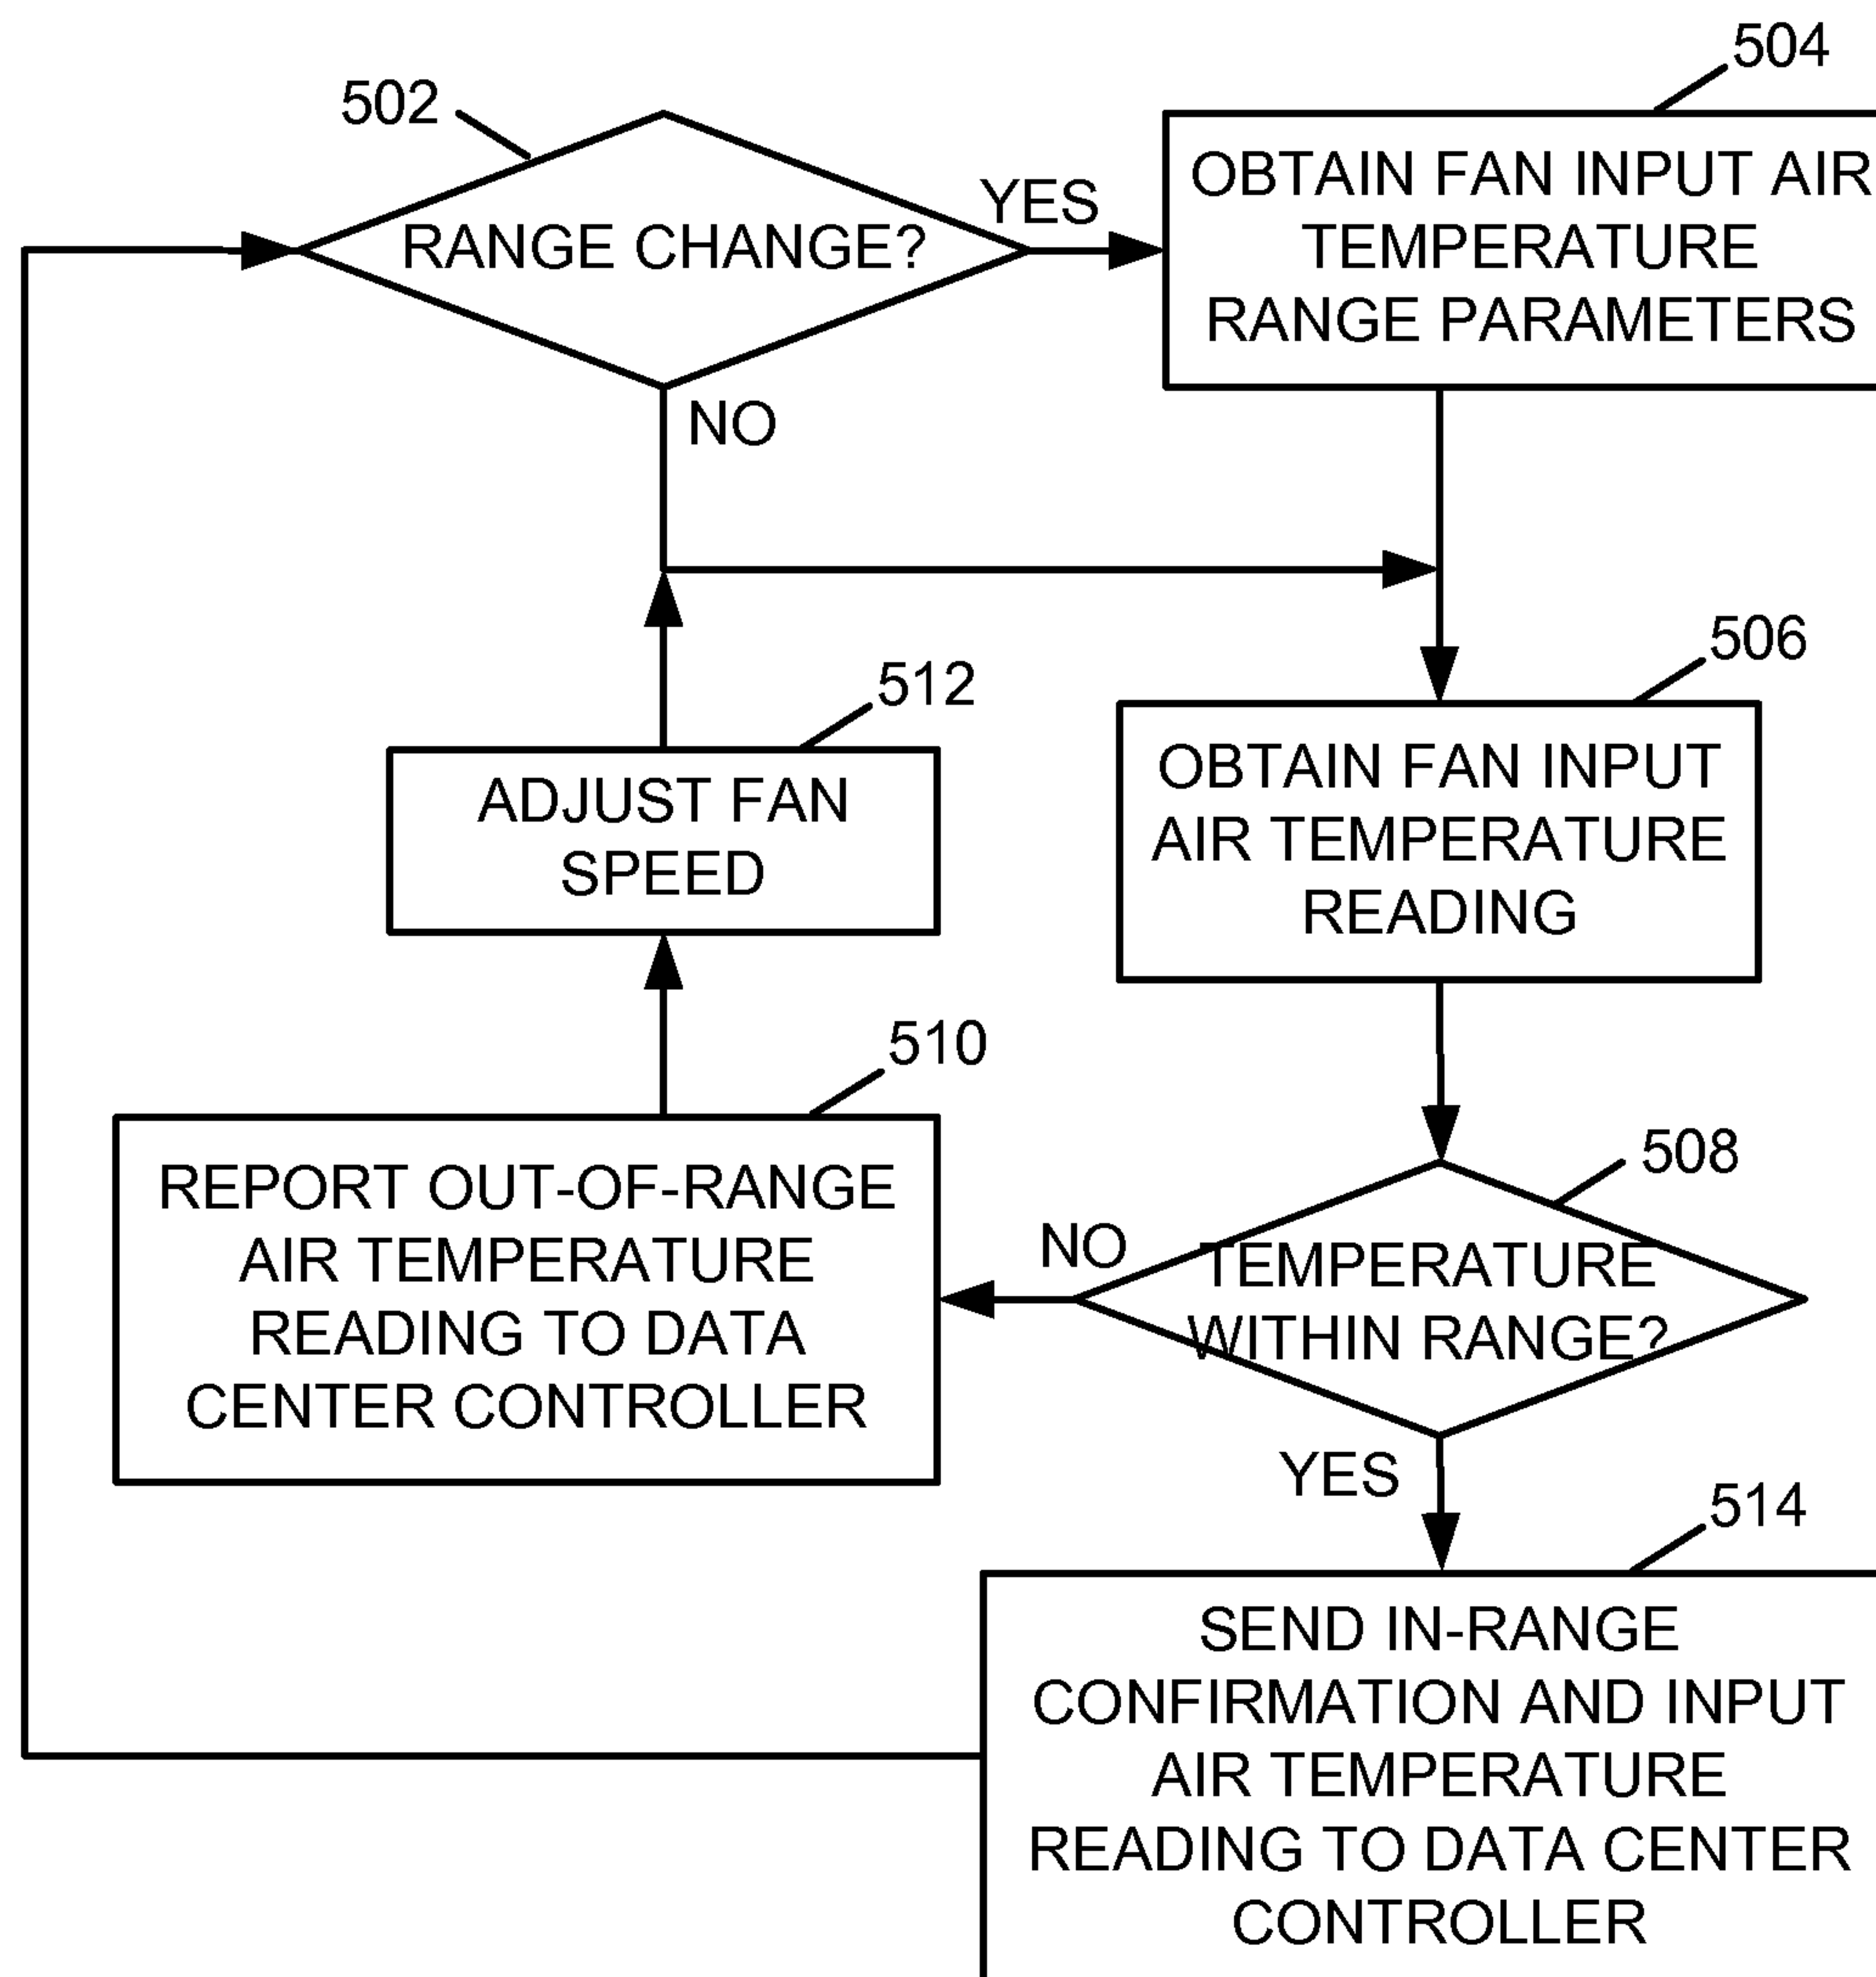 504
502
OBTAIN FAN INPUT AIR
TEMPERATURE
RANGE PARAMETERS
YES
RANGE CHANGE?
NO
506
512
OBTAIN FAN INPUT
AIR TEMPERATURE
READING
ADJUST FAN
SPEED
510
508
REPORT OUT-OF-RANGE
AIR TEMPERATURE
READING TO DATA
CENTER CONTROLLER
NO
TEMPERATURE
WITHIN RANGE?
YES
514
SEND IN-RANGE
CONFIRMATION AND INPUT
AIR TEMPERATURE
READING TO DATA CENTER
CONTROLLER